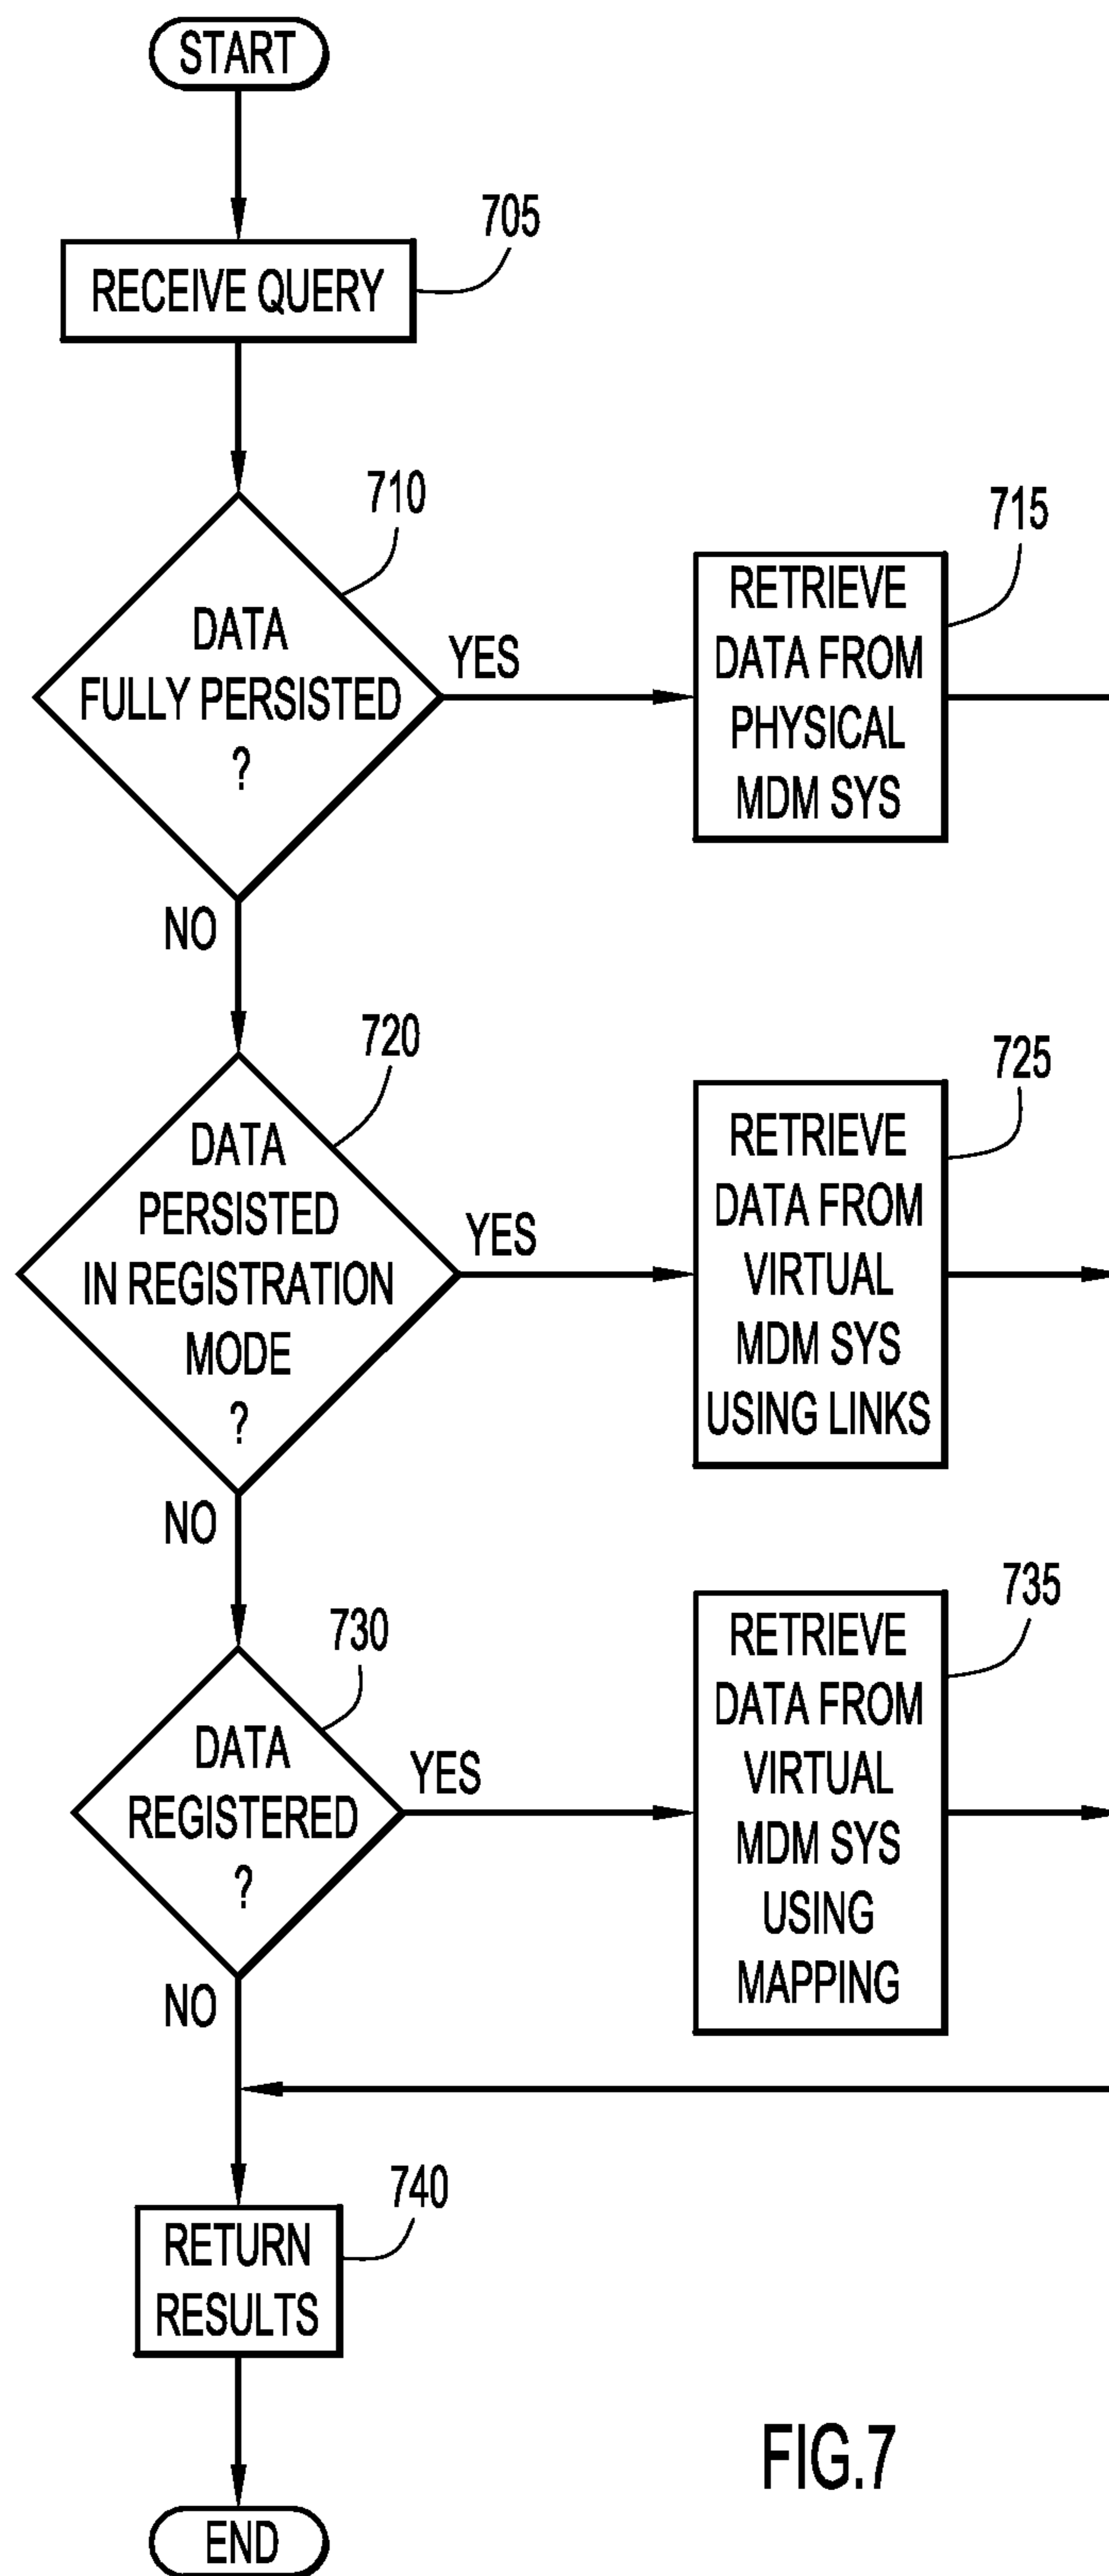 START
705
RECEIVE QUERY
710
DATA
FULLY PERSISTED
?
YES
715
RETRIEVE
DATA FROM
PHYSICAL
MDM SYS
NO
720
DATA
PERSISTED
IN REGISTRATION
MODE
?
YES
725
RETRIEVE
DATA FROM
VIRTUAL
MDM SYS
USING LINKS
NO
730
DATA
REGISTERED
?
YES
735
RETRIEVE
DATA FROM
VIRTUAL
MDM SYS
USING
MAPPING
NO
740
RETURN
RESULTS
END
FIG.7